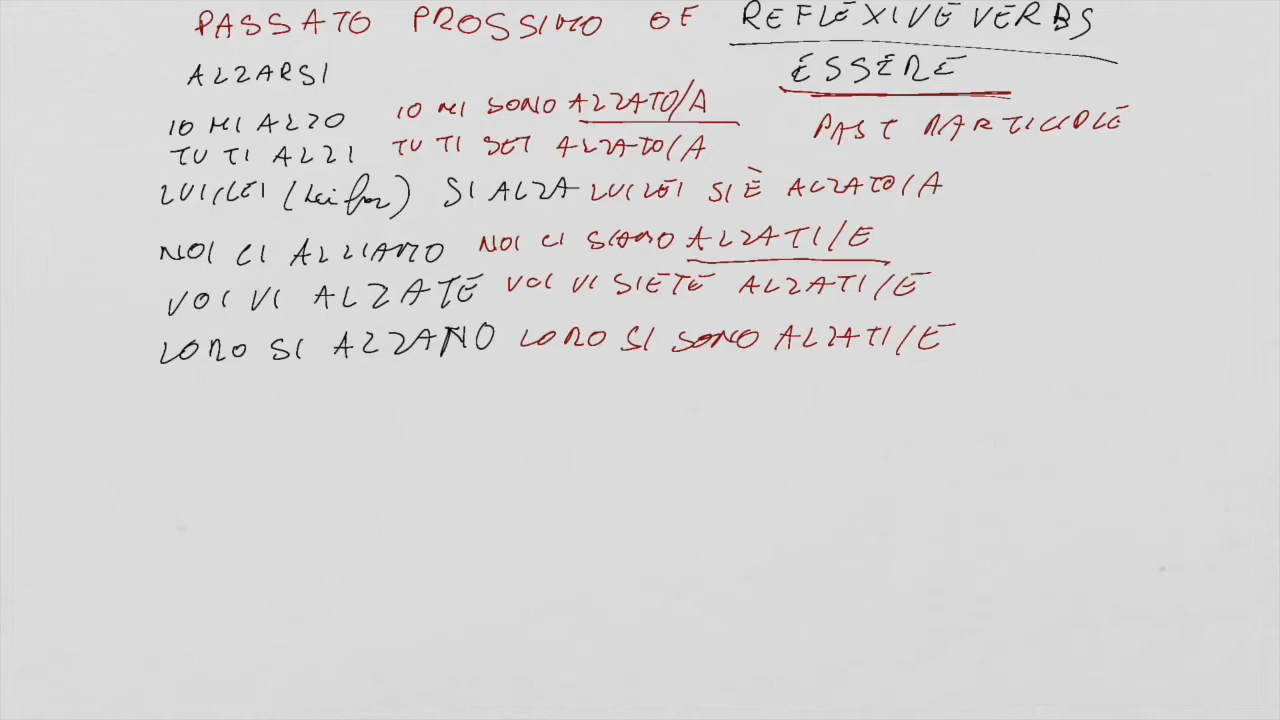 PASSATO PROSSIMO OF REFLEXIVE VERBS
ALZARSI ESSERE
IO MI ALZO IO MI SONO ALZATO/A PAST PARTICIPLE
TU TI ALZI TU TI SEI ALZATO/A
LUI/LEI (Lei for) SI ALZA LUI LEI SI È ALZATO/A
NOI CI ALZIAMO NOI CI SIAMO ALZATI/E
VOI VI ALZATE VOI VI SIETE ALZATI/E
LORO SI ALZANO LORO SI SONO ALZATI/E